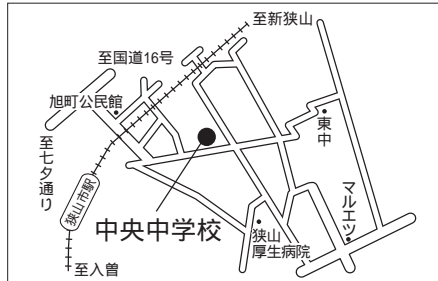 至新狭山
至国道16号
旭町公民館
至七夕通り
狭山市駅
東中
マルエツ
中央中学校
狭山
厚生病院
至入曽